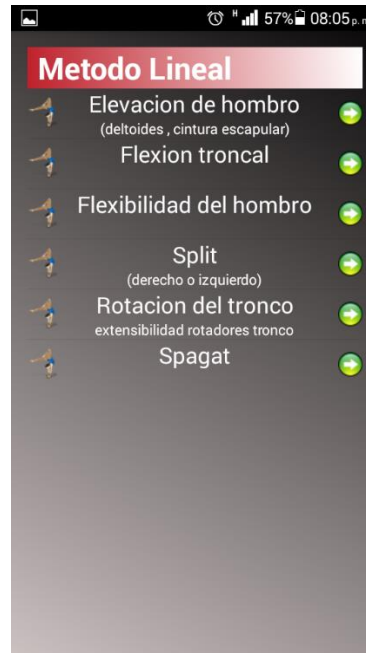 H 57% 08:05 p. m
Metodo Lineal
Elevacion de hombro
(deltoides , cintura escapular)
Flexion troncal
Flexibilidad del hombro
Split
(derecho o izquierdo)
Rotacion del tronco
extensibilidad rotadores tronco
Spagat